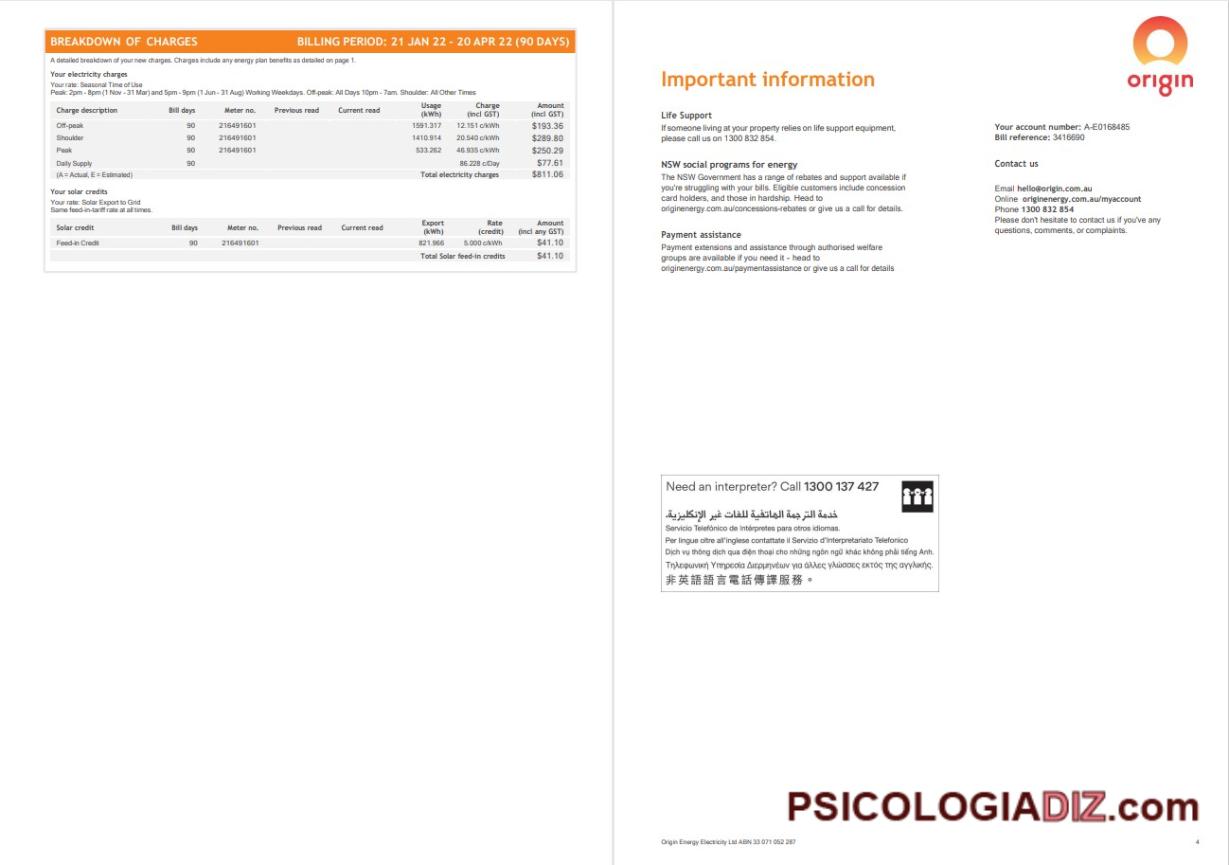 BREAKDOWN OF CHARGES BILLING PERIOD: 21 JAN 22 - 20 APR 22 (90 DAYS)
A detailed breakdown of your new charges. Charges include any energy plan benefits as detailed on page 1.
Your electricity charges
Your rate: Seasonal Time of Use
Peak: 2pm - 8pm (1 Nov - 31 Mar) and 5pm - 9pm (1 Jun - 31 Aug) Working Weekdays. Off-peak: All Days 10pm - 7am. Shoulder: All Other Times
Charge description Bill days Meter no. Previous read Current read Usage (kWh) Charge (incl GST) Amount (incl GST)
Off-peak 90 216491601 1591.317 12.151 c/kWh $193.36
Shoulder 90 216491601 1410.914 20.540 c/kWh $289.80
Peak 90 216491601 533.262 46.935 c/kWh $250.29
Daily Supply 90 86.228 c/Day $77.61
(A = Actual, E = Estimated) Total electricity charges $811.06
Your solar credits
Your rate: Solar Export to Grid
Same feed-in-tariff rate at all times.
Solar credit Bill days Meter no. Previous read Current read Export (kWh) Rate (credit) Amount (incl any GST)
Feed-in Credit 90 216491601 821.966 5.000 c/kWh $41.10
Total Solar feed-in credits $41.10
origin
Important information
Life Support
If someone living at your property relies on life support equipment,
please call us on 1300 832 854.
NSW social programs for energy
The NSW Government has a range of rebates and support available if
you're struggling with your bills. Eligible customers include concession
card holders, and those in hardship. Head to
originenergy.com.au/concessions-rebates or give us a call for details.
Payment assistance
Payment extensions and assistance through authorised welfare
groups are available if you need it - head to
originenergy.com.au/paymentassistance or give us a call for details
Your account number: A-E0168485
Bill reference: 3416690
Contact us
Email hello@origin.com.au
Online originenergy.com.au/myaccount
Phone 1300 832 854
Please don't hesitate to contact us if you've any
questions, comments, or complaints.
Need an interpreter? Call 1300 137 427
خدمة الترجمة الهاتفية للغات غير الإنكليزية.
Servicio Telefónico de Intérpretes para otros idiomas.
Per lingue oltre all'inglese contattate il Servizio d'Interpretariato Telefonico
Dịch vụ thông dịch qua điện thoại cho những ngôn ngữ khác không phải tiếng Anh.
Τηλεφωνική Υπηρεσία Διερμηνέων για άλλες γλώσσες εκτός της αγγλικής.
非英語語言電話傳譯服務。
PSICOLOGIADIZ.com
Origin Energy Electricity Ltd ABN 33 071 052 287 4